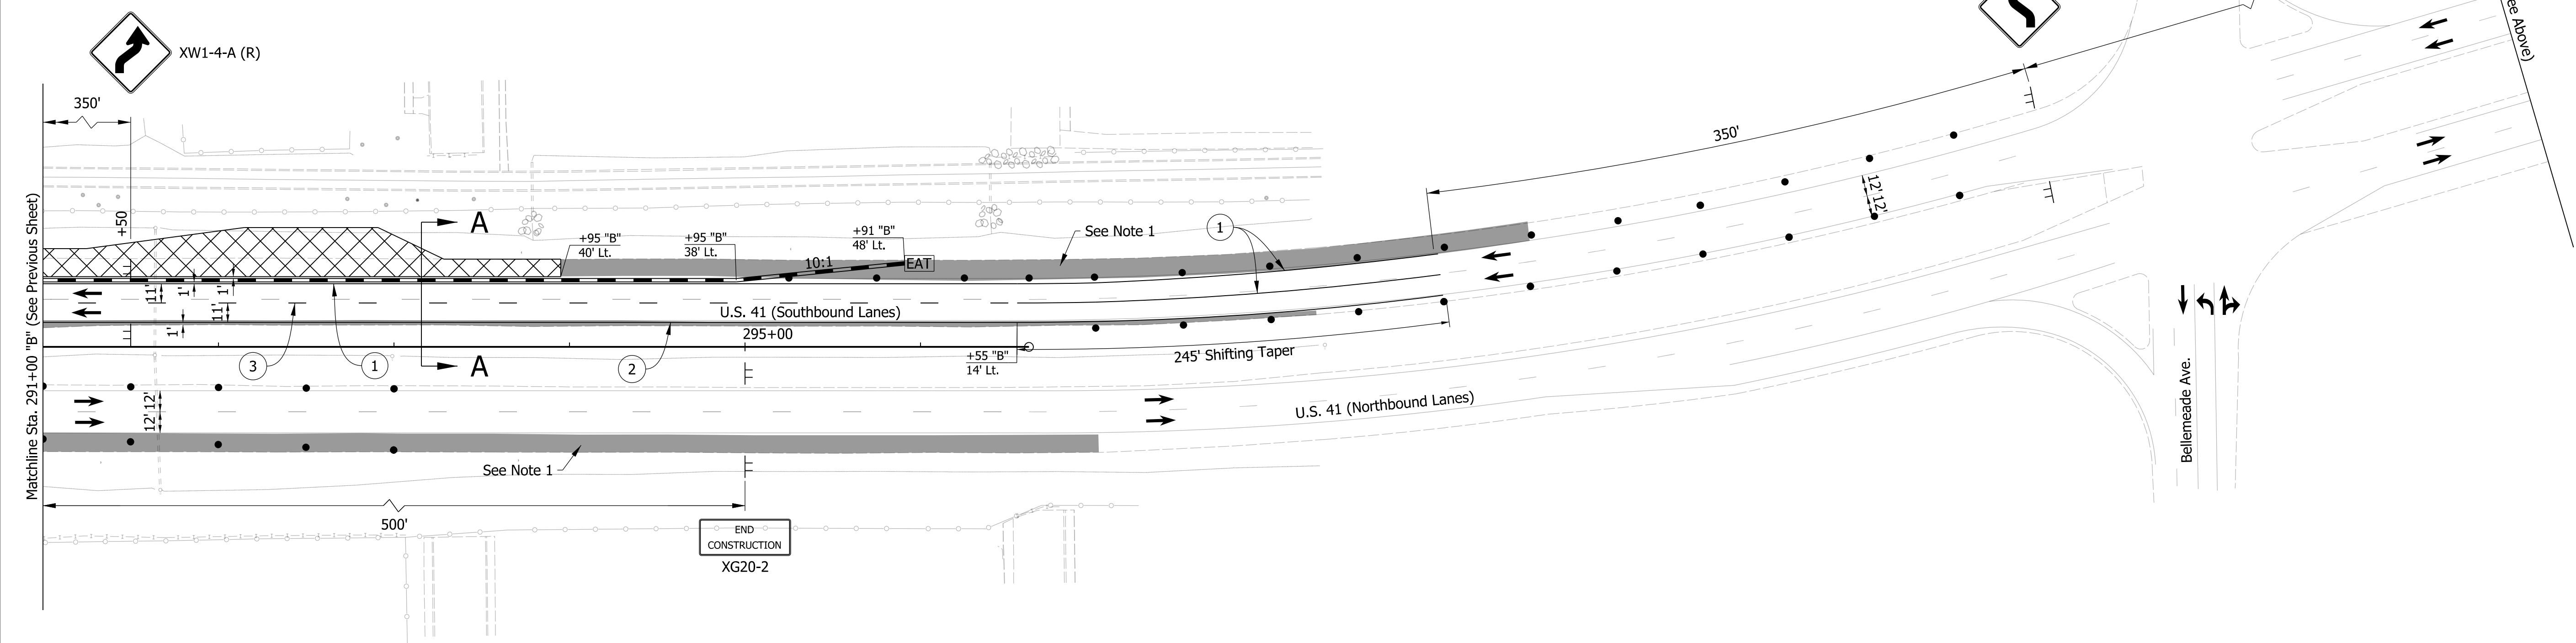 XW1-4-A (R)
350'
+50
Matchline Sta. 291+00 "B" (See Previous Sheet)
A
+95 "B"
40' Lt.
+95 "B"
38' Lt.
+91 "B"
48' Lt.
10:1
EAT
See Note 1
1
350'
12' 12'
ee Above)
11'
1'
1'
11'
1'
U.S. 41 (Southbound Lanes)
295+00
3
1
A
2
+55 "B"
14' Lt.
245' Shifting Taper
12' 12'
U.S. 41 (Northbound Lanes)
Bellemeade Ave.
See Note 1
500'
END
CONSTRUCTION
XG20-2